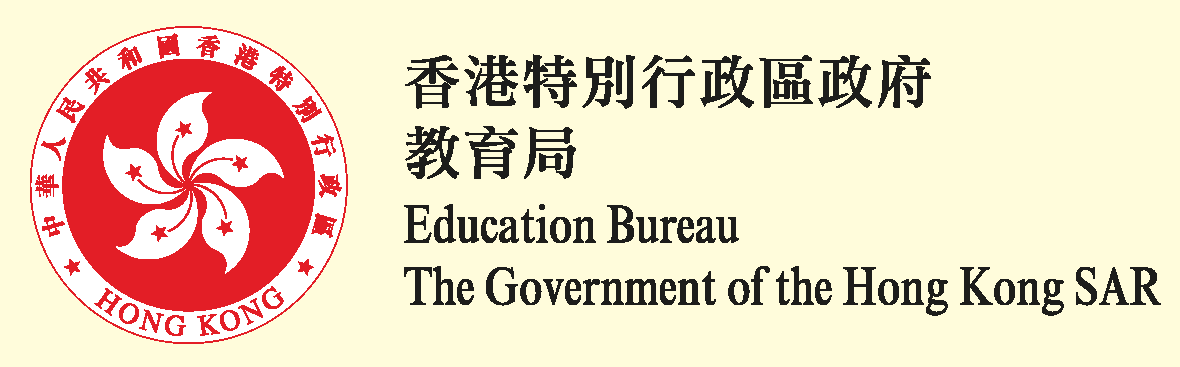 中華人民共和國香港特別行政區
HONG KONG
香港特別行政區政府
教育局
Education Bureau
The Government of the Hong Kong SAR